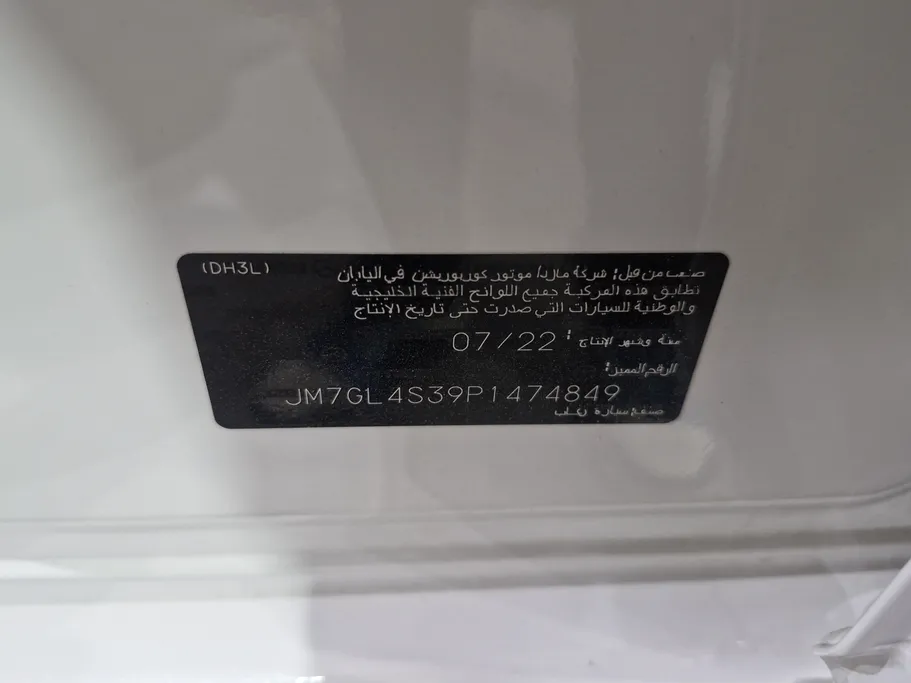 (DH3L)
صنعت من قبل: شركة مازدا موتور كوربوريشن في اليابان
تطابق هذه المركبة جميع اللوائح الفنية الخليجية
والوطنية للسيارات التي صدرت حتى تاريخ الإنتاج
سنة وشهر الإنتاج: 07/22
الرقم المميز:
JM7GL4S39P1474849
صنع سيارة ركاب